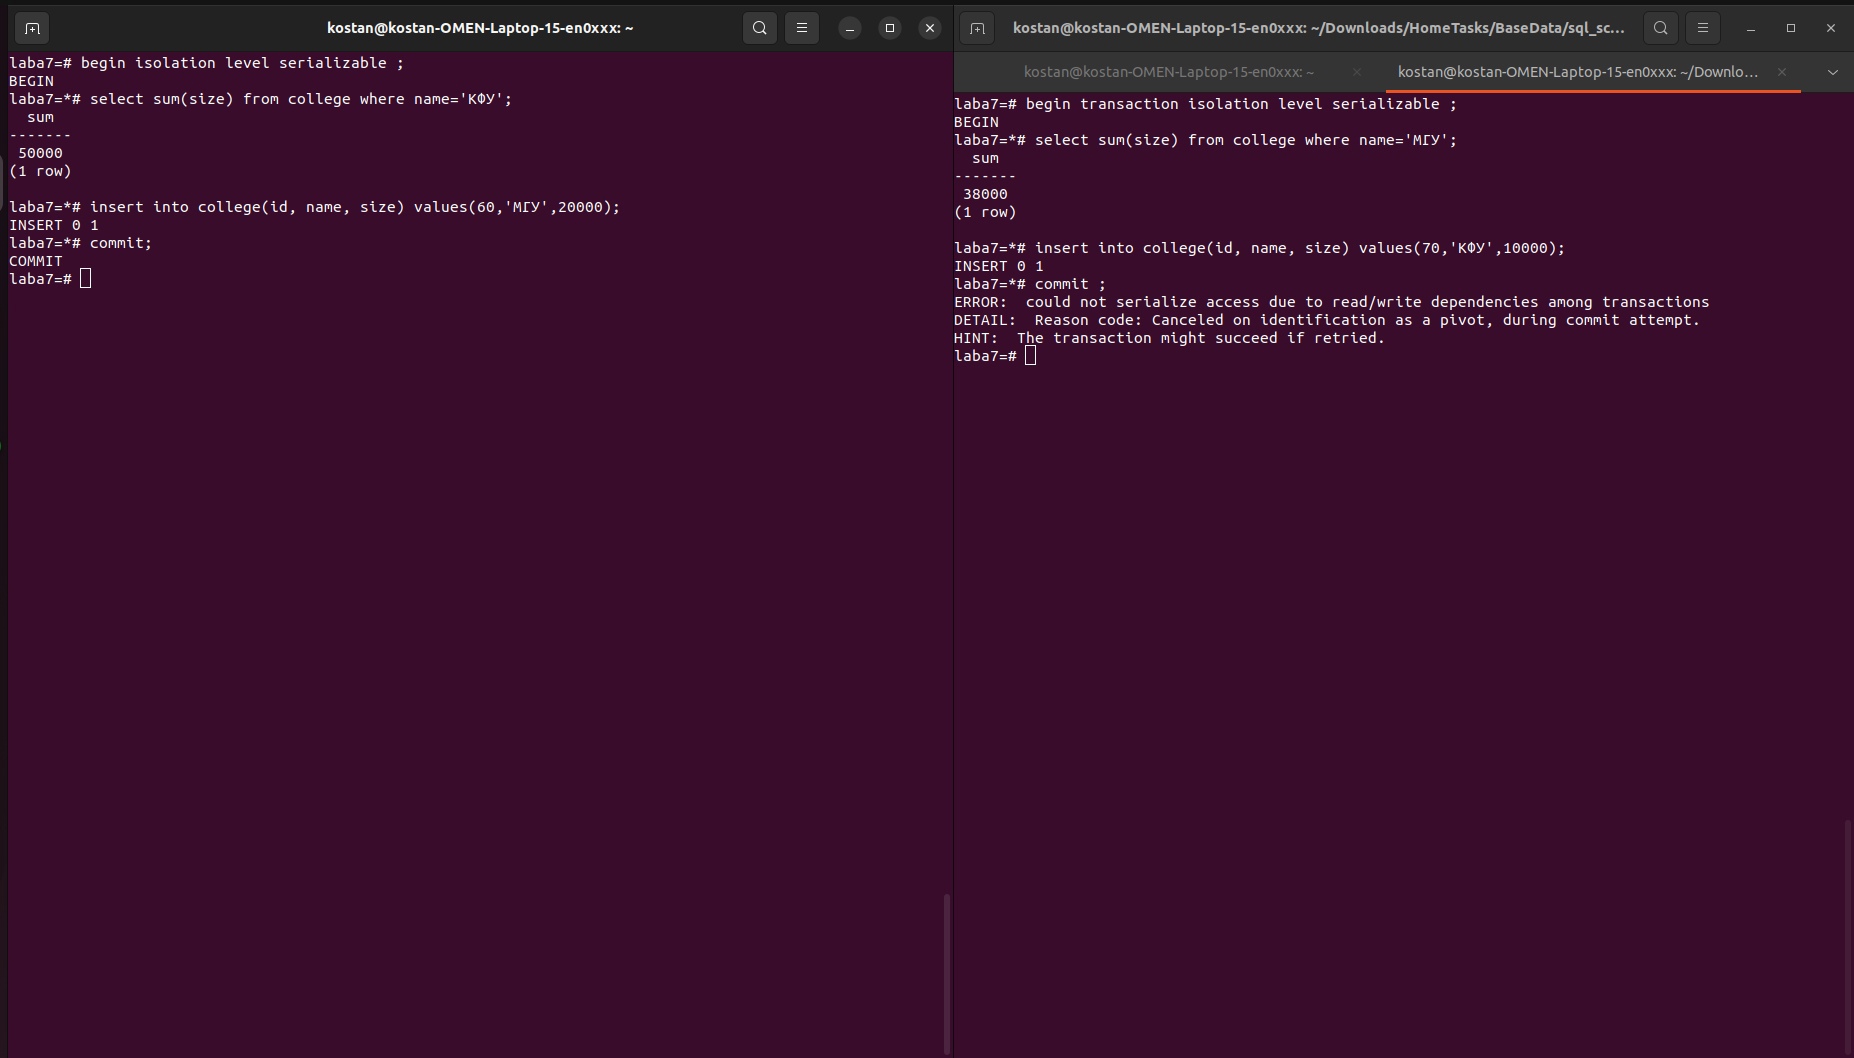 kostan@kostan-OMEN-Laptop-15-en0xxx: ~
laba7=# begin isolation level serializable ;
BEGIN
laba7=*# select sum(size) from college where name='КФУ';
  sum
-------
 50000
(1 row)

laba7=*# insert into college(id, name, size) values(60,'МГУ',20000);
INSERT 0 1
laba7=*# commit;
COMMIT
laba7=#
kostan@kostan-OMEN-Laptop-15-en0xxx: ~/Downloads/HomeTasks/BaseData/sql_sc...
kostan@kostan-OMEN-Laptop-15-en0xxx: ~
kostan@kostan-OMEN-Laptop-15-en0xxx: ~/Downlo...
laba7=# begin transaction isolation level serializable ;
BEGIN
laba7=*# select sum(size) from college where name='МГУ';
  sum
-------
 38000
(1 row)

laba7=*# insert into college(id, name, size) values(70,'КФУ',10000);
INSERT 0 1
laba7=*# commit ;
ERROR:  could not serialize access due to read/write dependencies among transactions
DETAIL:  Reason code: Canceled on identification as a pivot, during commit attempt.
HINT:  The transaction might succeed if retried.
laba7=#